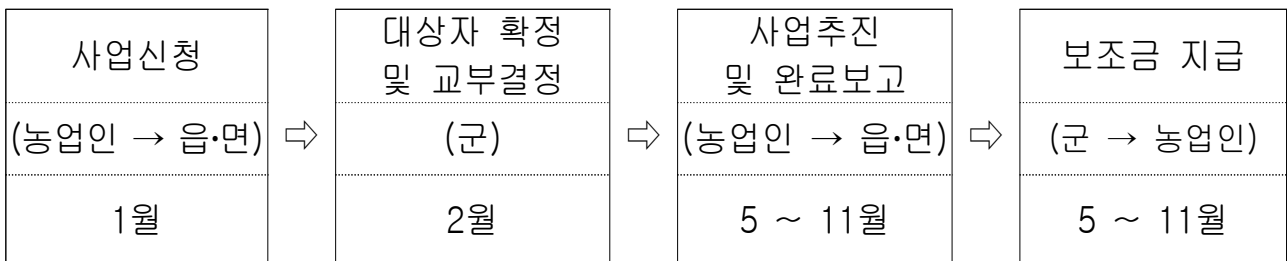 사업신청
(농업인 → 읍·면)
1월
⇨
대상자 확정
및 교부결정
(군)
2월
⇨
사업추진
및 완료보고
(농업인 → 읍·면)
5 ~ 11월
⇨
보조금 지급
(군 → 농업인)
5 ~ 11월